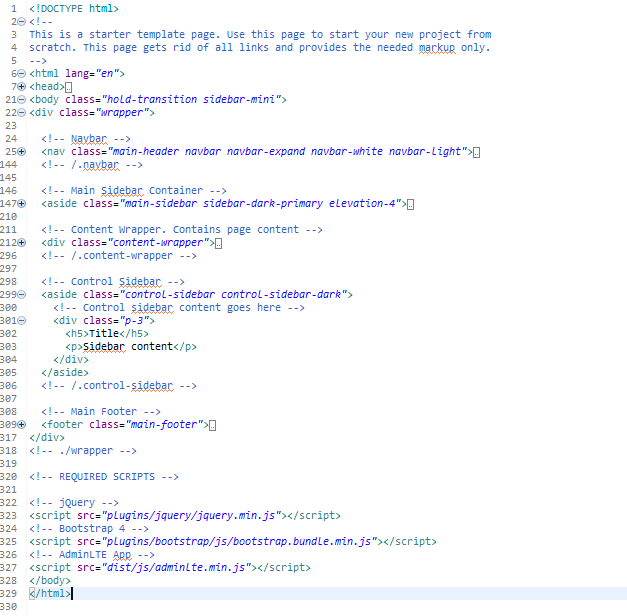 1 <!DOCTYPE html>
2 <!--
3 This is a starter template page. Use this page to start your new project from
4 scratch. This page gets rid of all links and provides the needed markup only.
5 -->
6 <html lang="en">
7 <head>
21 <body class="hold-transition sidebar-mini">
22 <div class="wrapper">
23
24 <!-- Navbar -->
25 <nav class="main-header navbar navbar-expand navbar-white navbar-light">
144 <!-- /.navbar -->
145
146 <!-- Main Sidebar Container -->
147 <aside class="main-sidebar sidebar-dark-primary elevation-4">
210
211 <!-- Content Wrapper. Contains page content -->
212 <div class="content-wrapper">
296 <!-- /.content-wrapper -->
297
298 <!-- Control Sidebar -->
299 <aside class="control-sidebar control-sidebar-dark">
300 <!-- Control sidebar content goes here -->
301 <div class="p-3">
302 <h5>Title</h5>
303 <p>Sidebar content</p>
304 </div>
305 </aside>
306 <!-- /.control-sidebar -->
307
308 <!-- Main Footer -->
309 <footer class="main-footer">
317 </div>
318 <!-- ./wrapper -->
319
320 <!-- REQUIRED SCRIPTS -->
321
322 <!-- jQuery -->
323 <script src="plugins/jquery/jquery.min.js"></script>
324 <!-- Bootstrap 4 -->
325 <script src="plugins/bootstrap/js/bootstrap.bundle.min.js"></script>
326 <!-- AdminLTE App -->
327 <script src="dist/js/adminlte.min.js"></script>
328 </body>
329 </html>
330